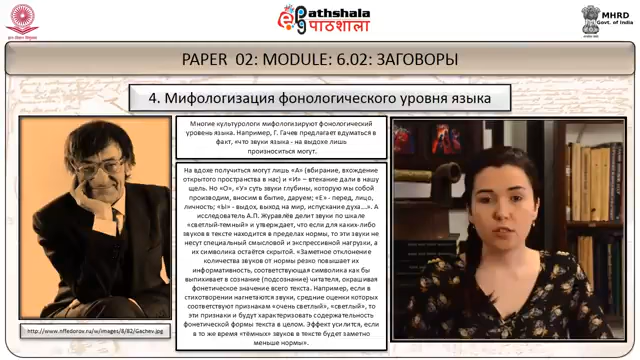 ePathshala
पाठशाला
MHRD
Govt. of India
PAPER 02: MODULE: 6.02: ЗАГОВОРЫ
4. Мифологизация фонологического уровня языка
Многие культурологи мифологизируют фонологический
уровень языка. Например, Г. Гачев предлагает вдуматься в
факт, «что звуки языка - на выдохе лишь
произноситься могут.
На вдохе получиться могут лишь «А» (вбирание, вхождение
открытого пространства в нас) и «И» – втекание дали в нашу
щель. Но «О», «У» суть звуки глубины, которую мы собой
производим, вносим в бытие, даруем; «Е» - перед, лицо,
личность; «Ы» - выдох, выход на мир, испускание духа...». А
исследователь А.П. Журавлёв делит звуки по шкале
«светлый-темный» и утверждает, что если для каких-либо
звуков в тексте находится в пределах нормы, то эти звуки не
несут специальный смысловой и экспрессивной нагрузки, а
их символика остаётся скрытой. «Заметное отклонение
количества звуков от нормы резко повышает их
информативность, соответствующая символика как бы
выпихивает в сознание (подсознание) читателя, окрашивая
фонетическое значение всего текста. Например, если в
стихотворении нагнетаются звуки, средние оценки которых
соответствуют признакам «очень светлый», «светлый», то
эти признаки и будут характеризовать содержательность
фонетической формы текста в целом. Эффект усилится, если
в то же время «тёмных» звуков в тексте будет заметно
меньше нормы».
http://www.nffedorov.ru/w/images/8/82/Gachev.jpg